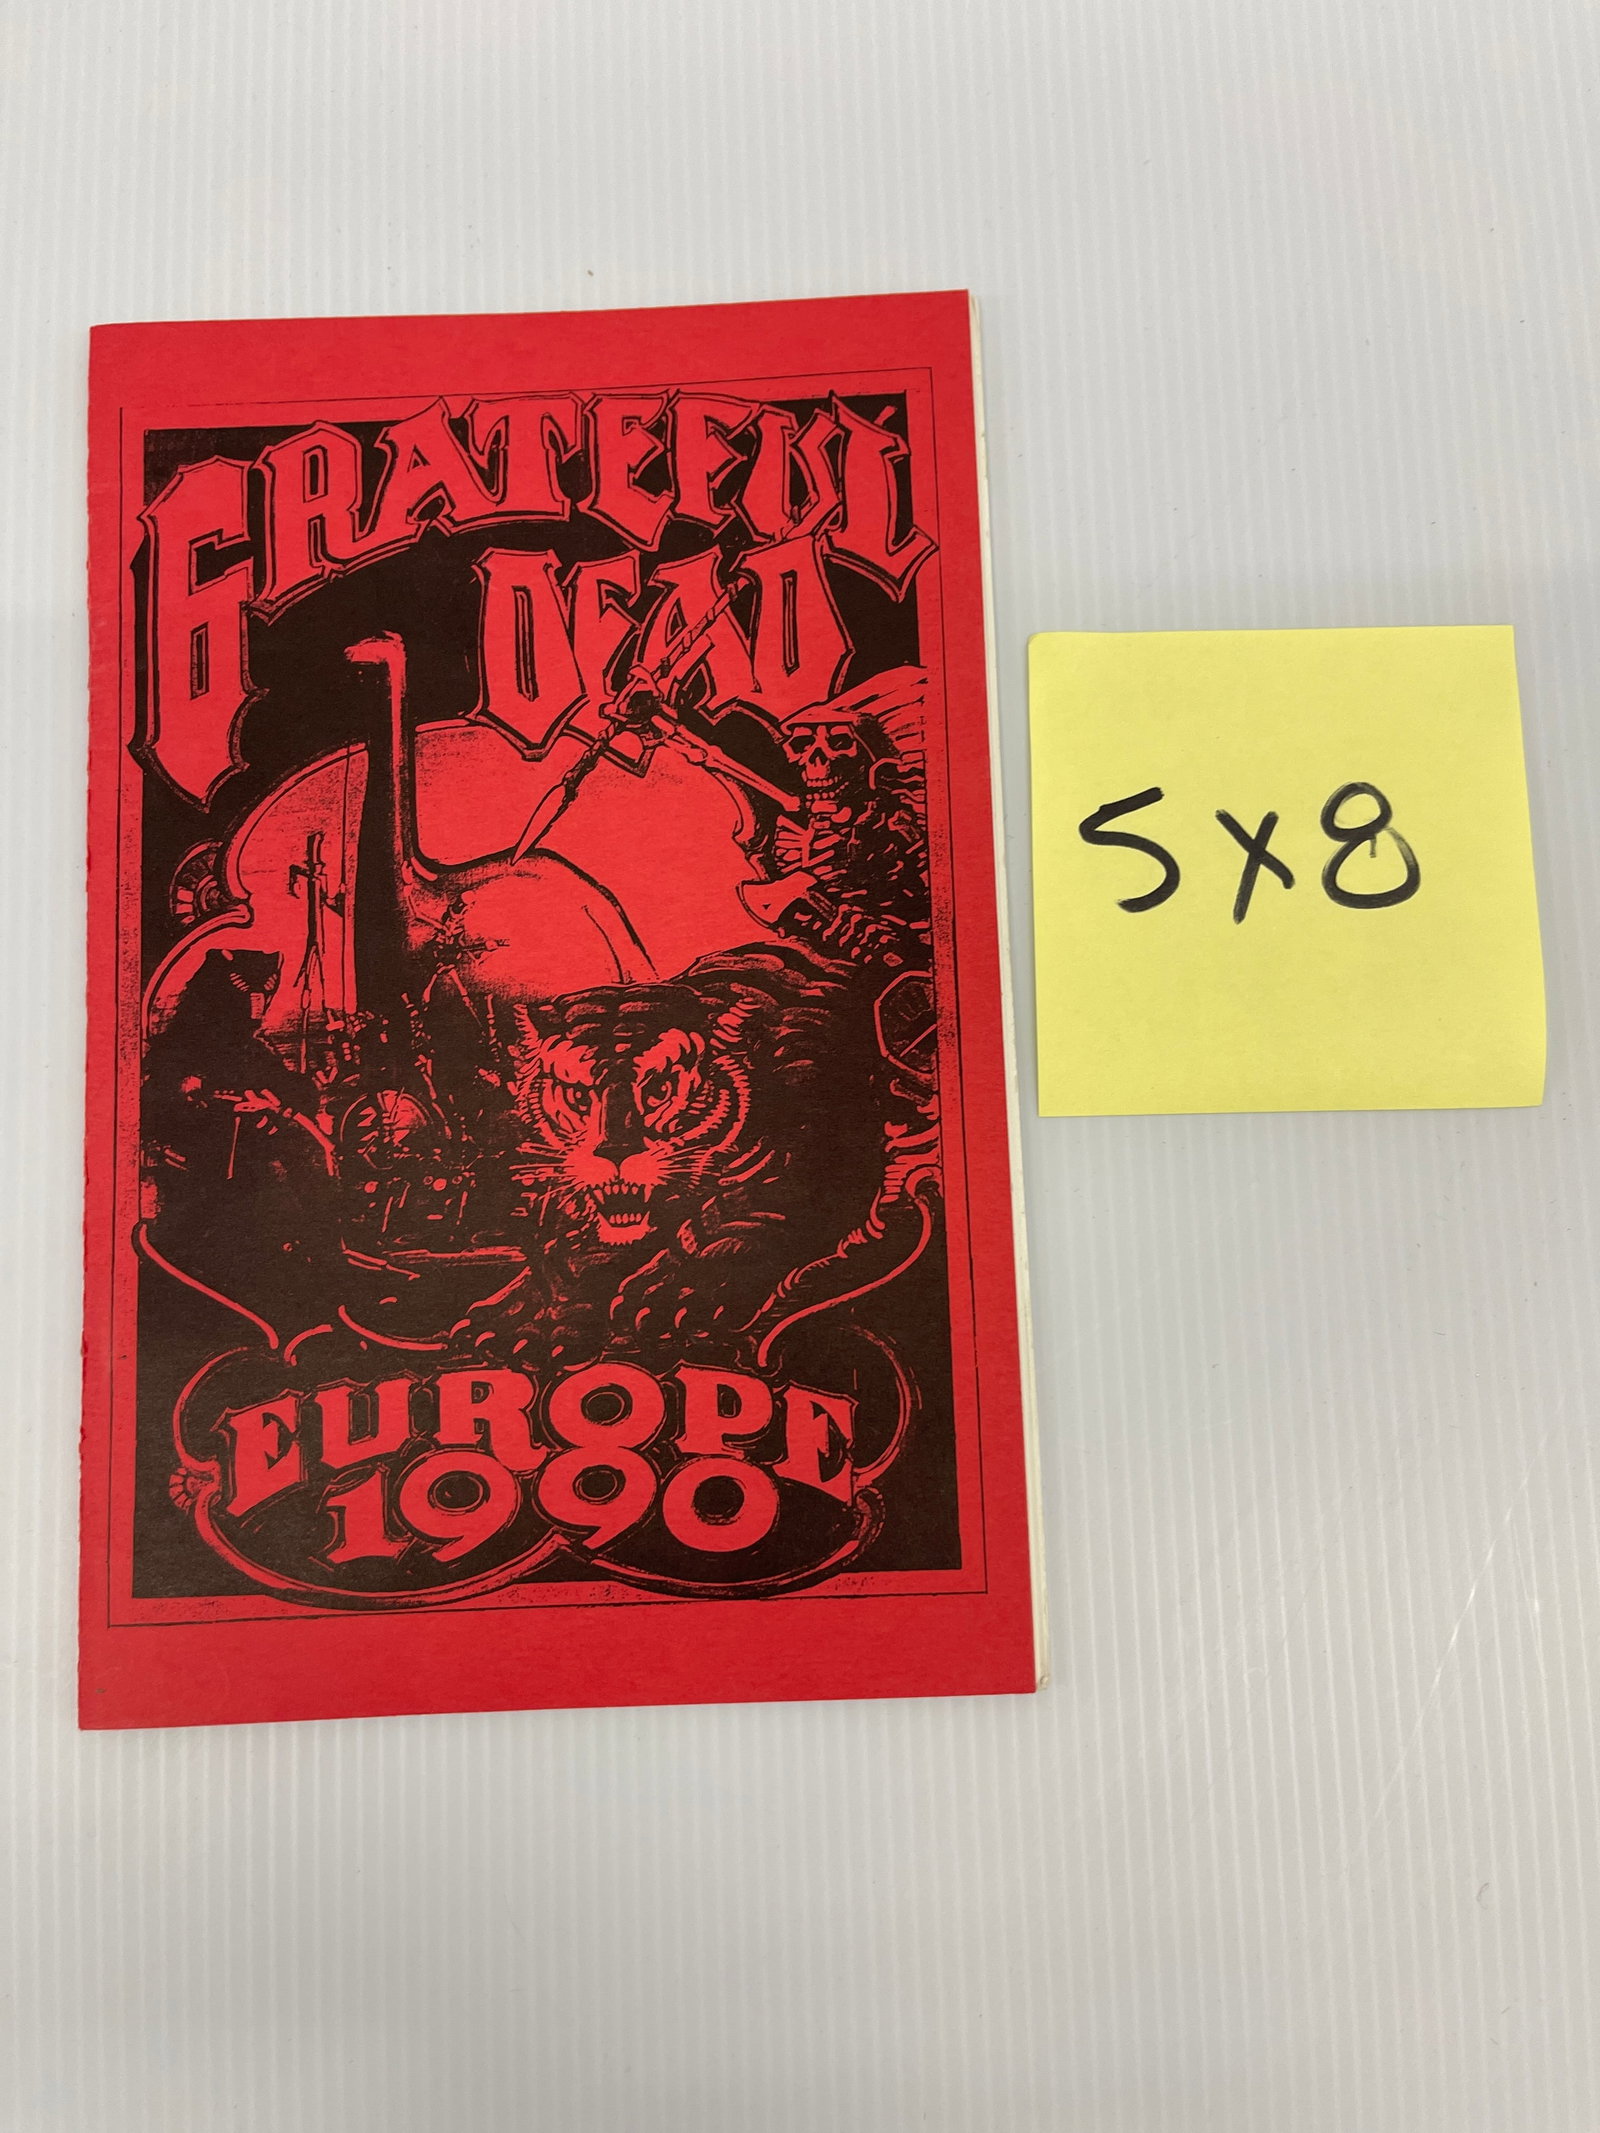 GRATEFUL
DEAD
EUROPE
1990
5x8